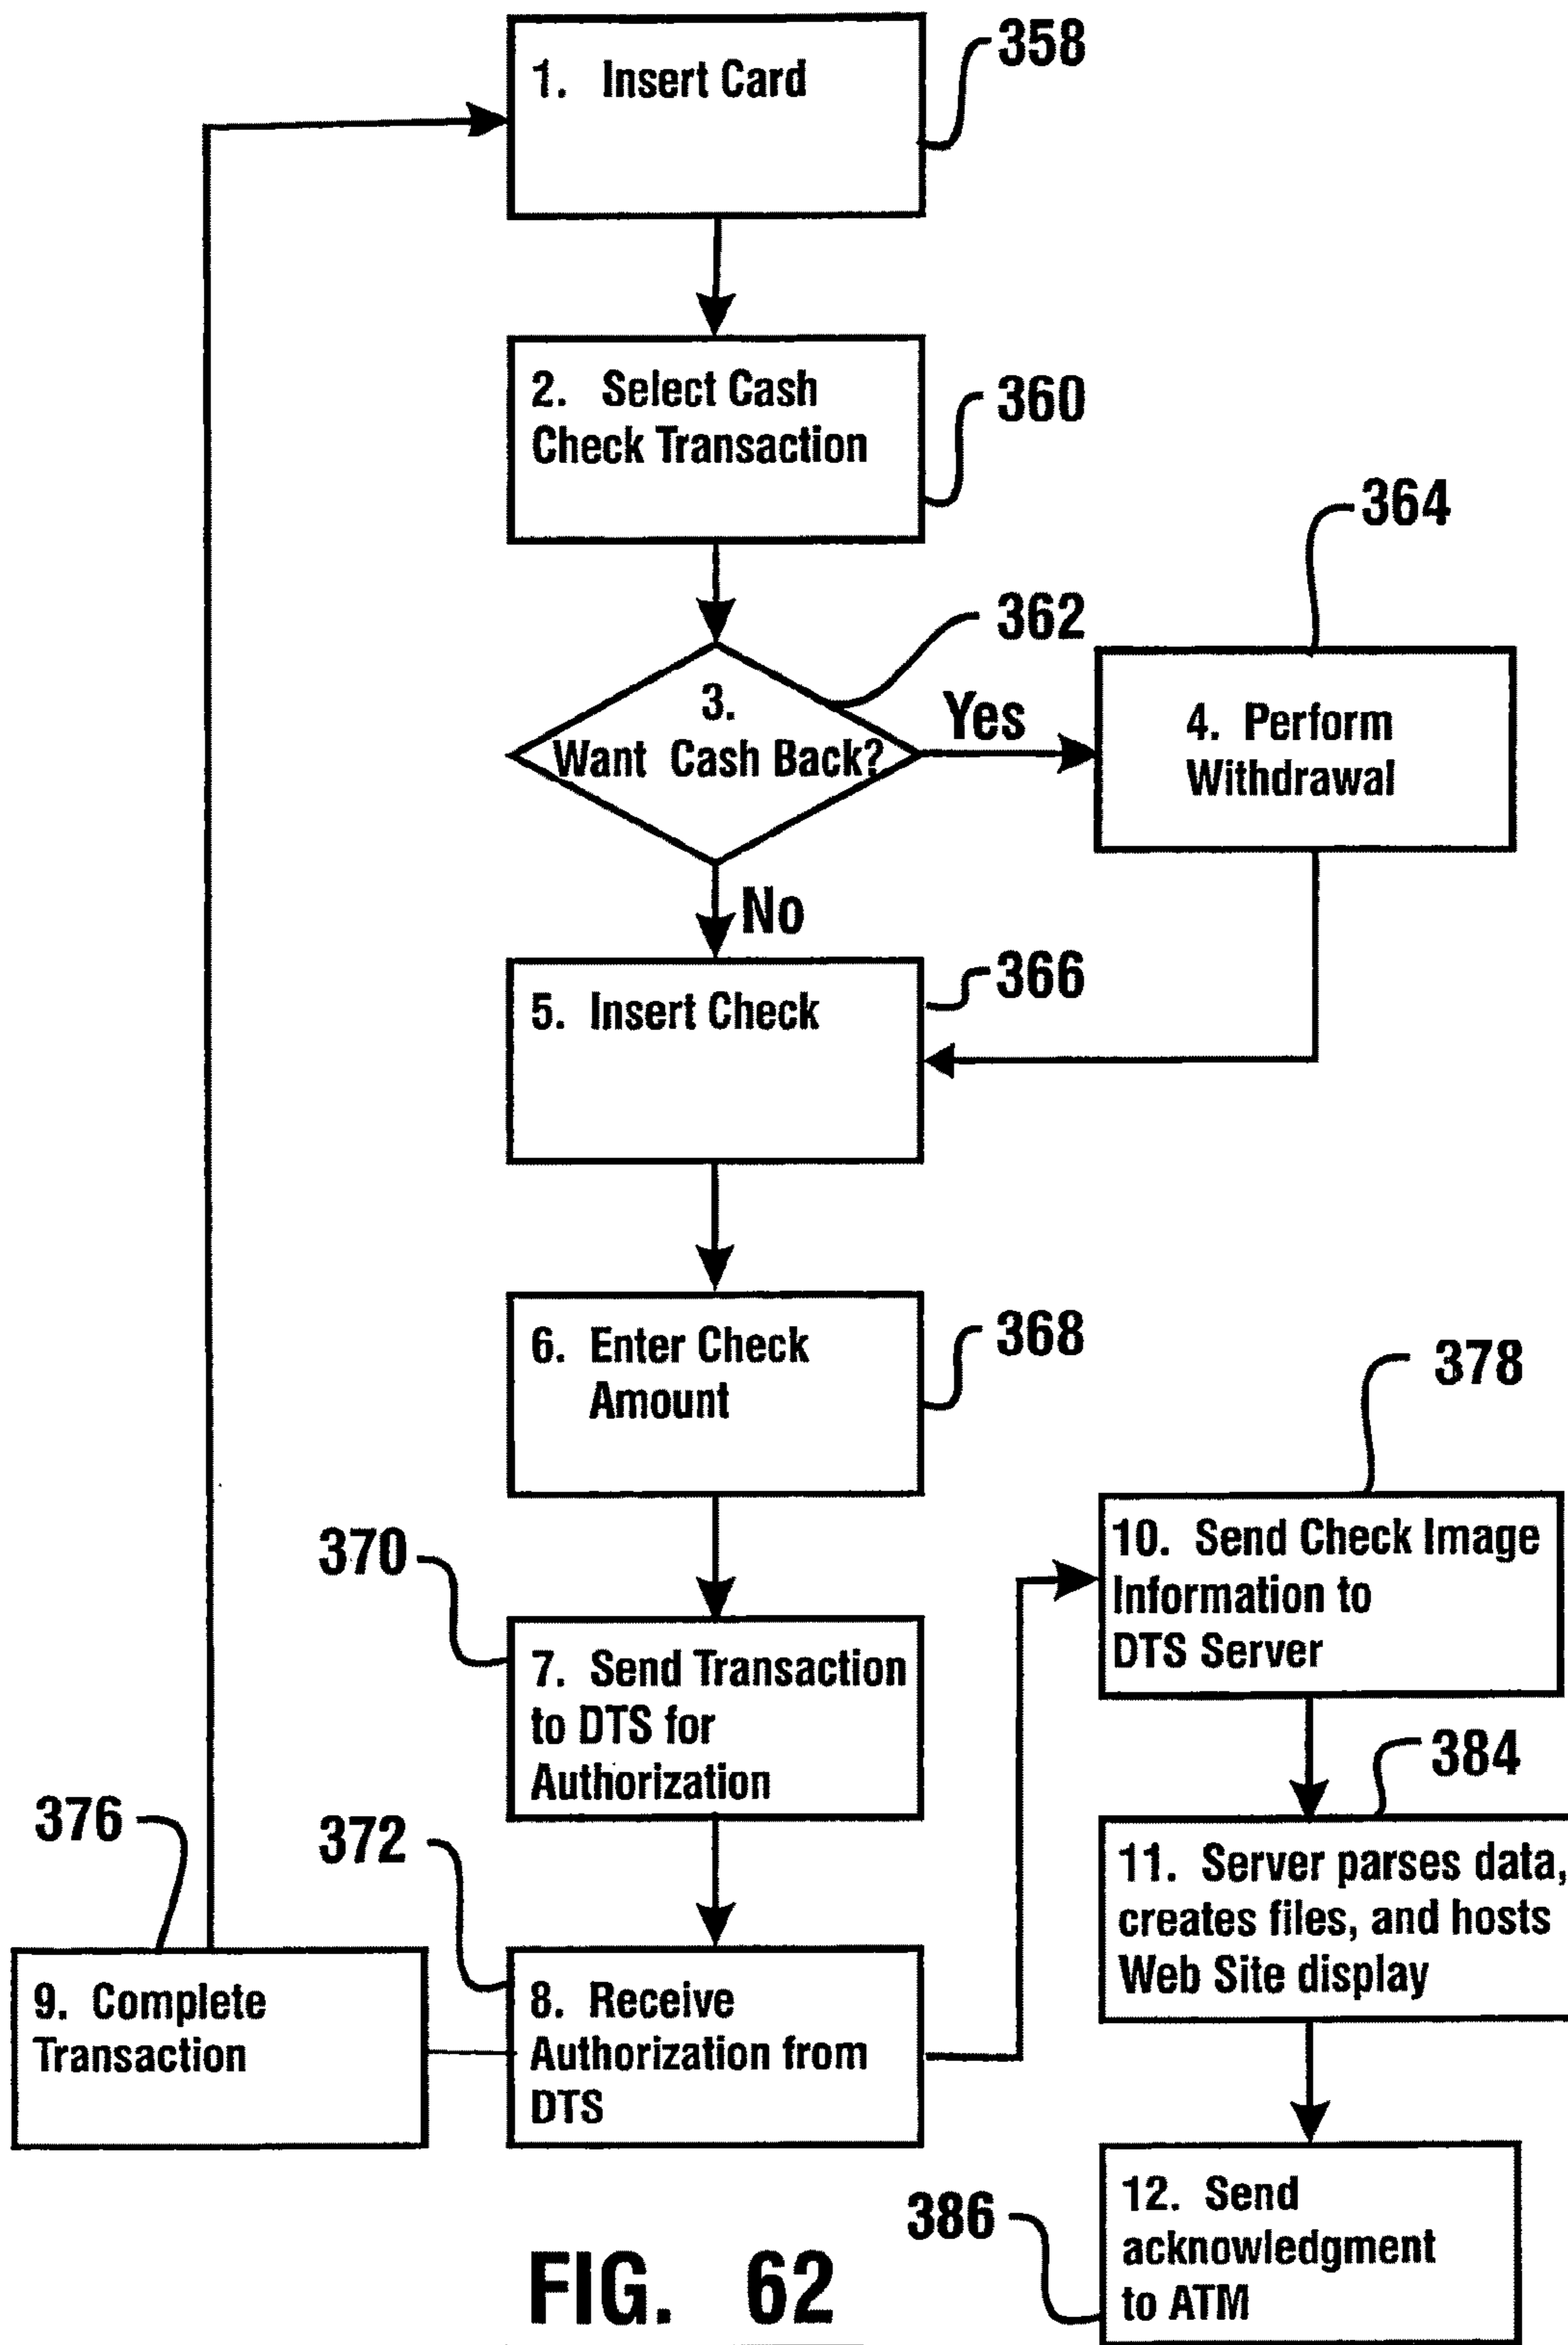 358
1. Insert Card
2. Select Cash
Check Transaction
360
364
362
3.
Want Cash Back?
Yes
4. Perform
Withdrawal
No
366
5. Insert Check
6. Enter Check
Amount
368
378
370
10. Send Check Image
Information to
DTS Server
7. Send Transaction
to DTS for
Authorization
384
376
372
11. Server parses data,
creates files, and hosts
Web Site display
9. Complete
Transaction
8. Receive
Authorization from
DTS
386
12. Send
acknowledgment
to ATM
FIG. 62